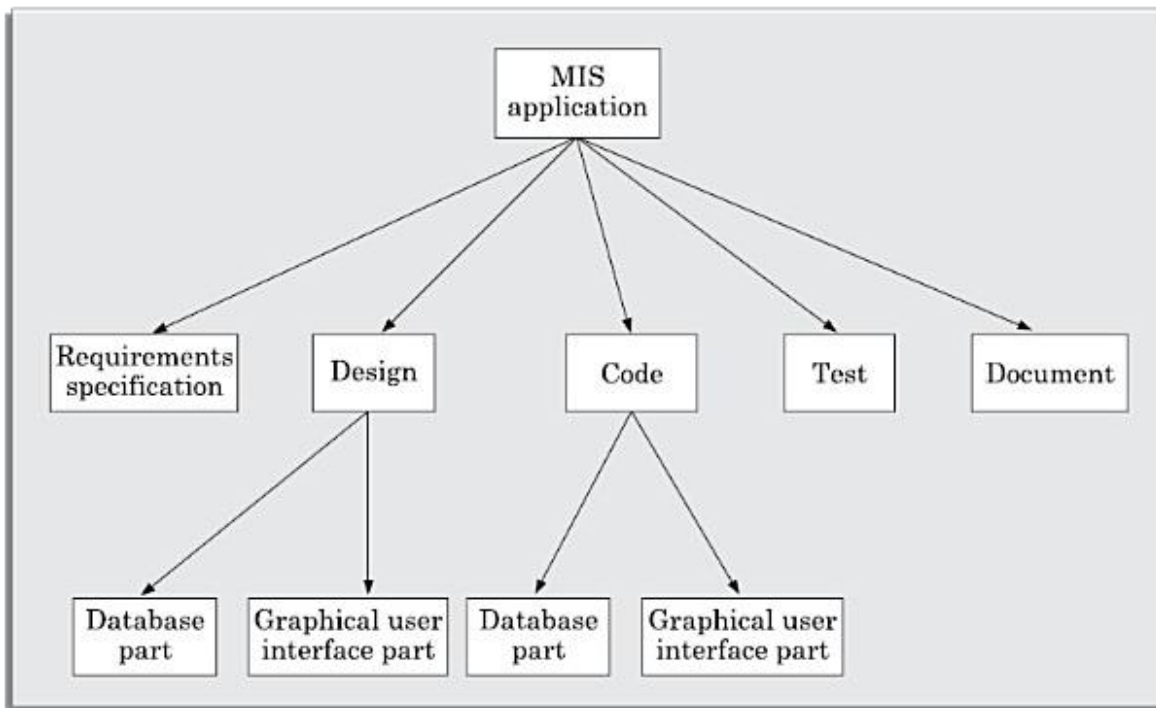 MIS
application
Requirements
specification
Design
Code
Test
Document
Database
part
Graphical user
interface part
Database
part
Graphical user
interface part